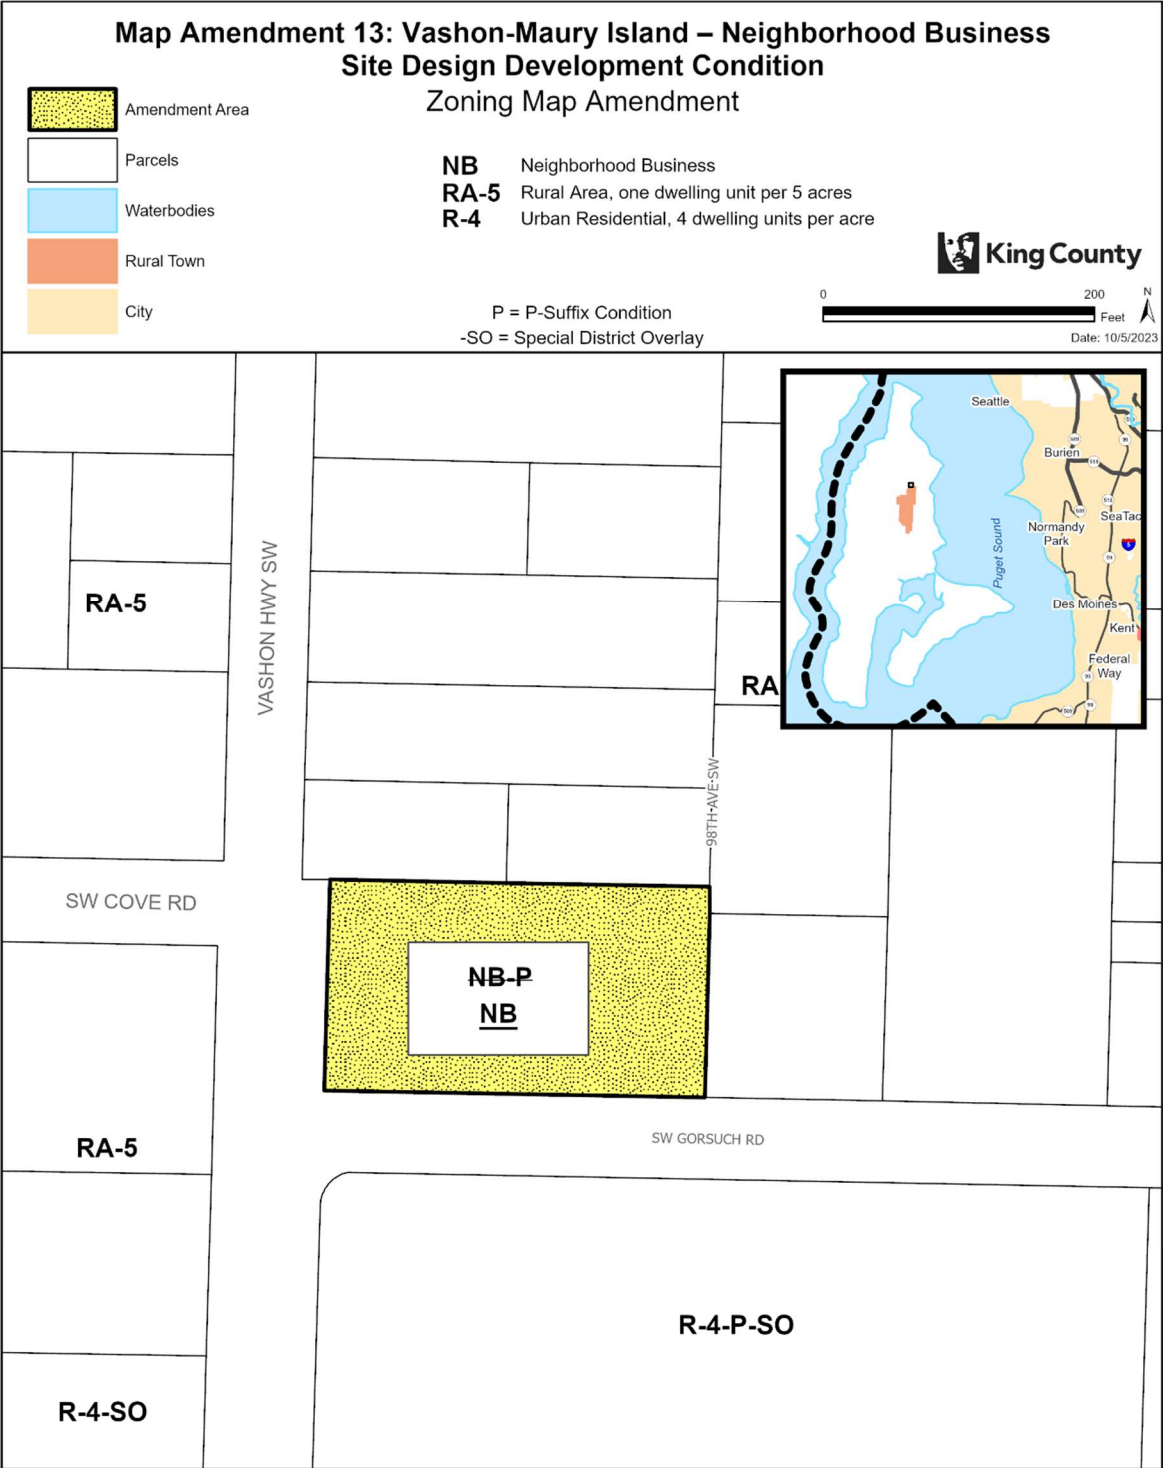 Map Amendment 13: Vashon-Maury Island – Neighborhood Business
Site Design Development Condition
Zoning Map Amendment
Amendment Area
Parcels
Waterbodies
Rural Town
City
NB Neighborhood Business
RA-5 Rural Area, one dwelling unit per 5 acres
R-4 Urban Residential, 4 dwelling units per acre
P = P-Suffix Condition
-SO = Special District Overlay
King County
0 200
Feet
N
Date: 10/5/2023
Seattle
Burien
Normandy
Park
SeaTac
Puget Sound
Des Moines
Kent
Federal
Way
RA-5
VASHON HWY SW
RA
98TH AVE SW
SW COVE RD
NB-P
NB
SW GORSUCH RD
RA-5
R-4-P-SO
R-4-SO